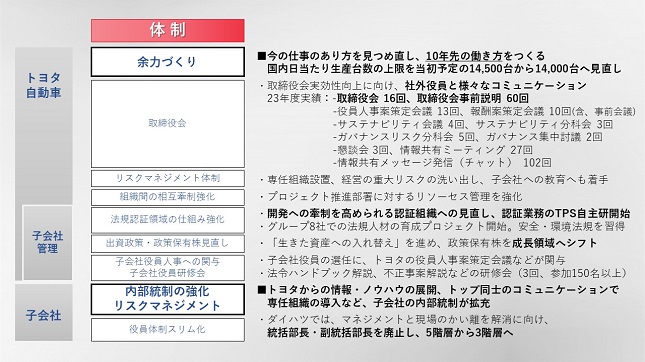 体制
トヨタ
自動車
余力づくり
■今の仕事のあり方を見つめ直し、10年先の働き方をつくる
国内日当たり生産台数の上限を当初予定の14,500台から14,000台へ見直し
取締役会
・取締役会実効性向上に向け、社外役員と様々なコミュニケーション
23年度実績：-取締役会 16回、取締役会事前説明 60回
-役員人事案策定会議 13回、報酬案策定会議 10回(含、事前会議)
-サステナビリティ会議 4回、サステナビリティ分科会 3回
-ガバナンスリスク分科会 5回、ガバナンス集中討議 2回
-懇談会 3回、情報共有ミーティング 27回
-情報共有メッセージ発信（チャット） 102回
リスクマネジメント体制
・専任組織設置、経営の重大リスクの洗い出し、子会社への教育へも着手
組織間の相互牽制強化
・プロジェクト推進部署に対するリソーセス管理を強化
法規認証領域の仕組み強化
・開発への牽制を高められる認証組織への見直し、認証業務のTPS自主研開始
・グループ8社での法規人材の育成プロジェクト開始。安全・環境法規を習得
子会社
管理
出資政策・政策保有株見直し
・「生きた資産への入れ替え」を進め、政策保有株を成長領域へシフト
子会社役員人事への関与
子会社役員研修会
・子会社役員の選任に、トヨタの役員人事案策定会議などが関与
・法令ハンドブック解説、不正事案解説などの研修会（3回、参加150名以上）
子会社
内部統制の強化
リスクマネジメント
■トヨタからの情報・ノウハウの展開、トップ同士のコミュニケーションで
専任組織の導入など、子会社の内部統制が拡充
役員体制スリム化
・ダイハツでは、マネジメントと現場のかい離を解消に向け、
統括部長・副統括部長を廃止し、5階層から3階層へ